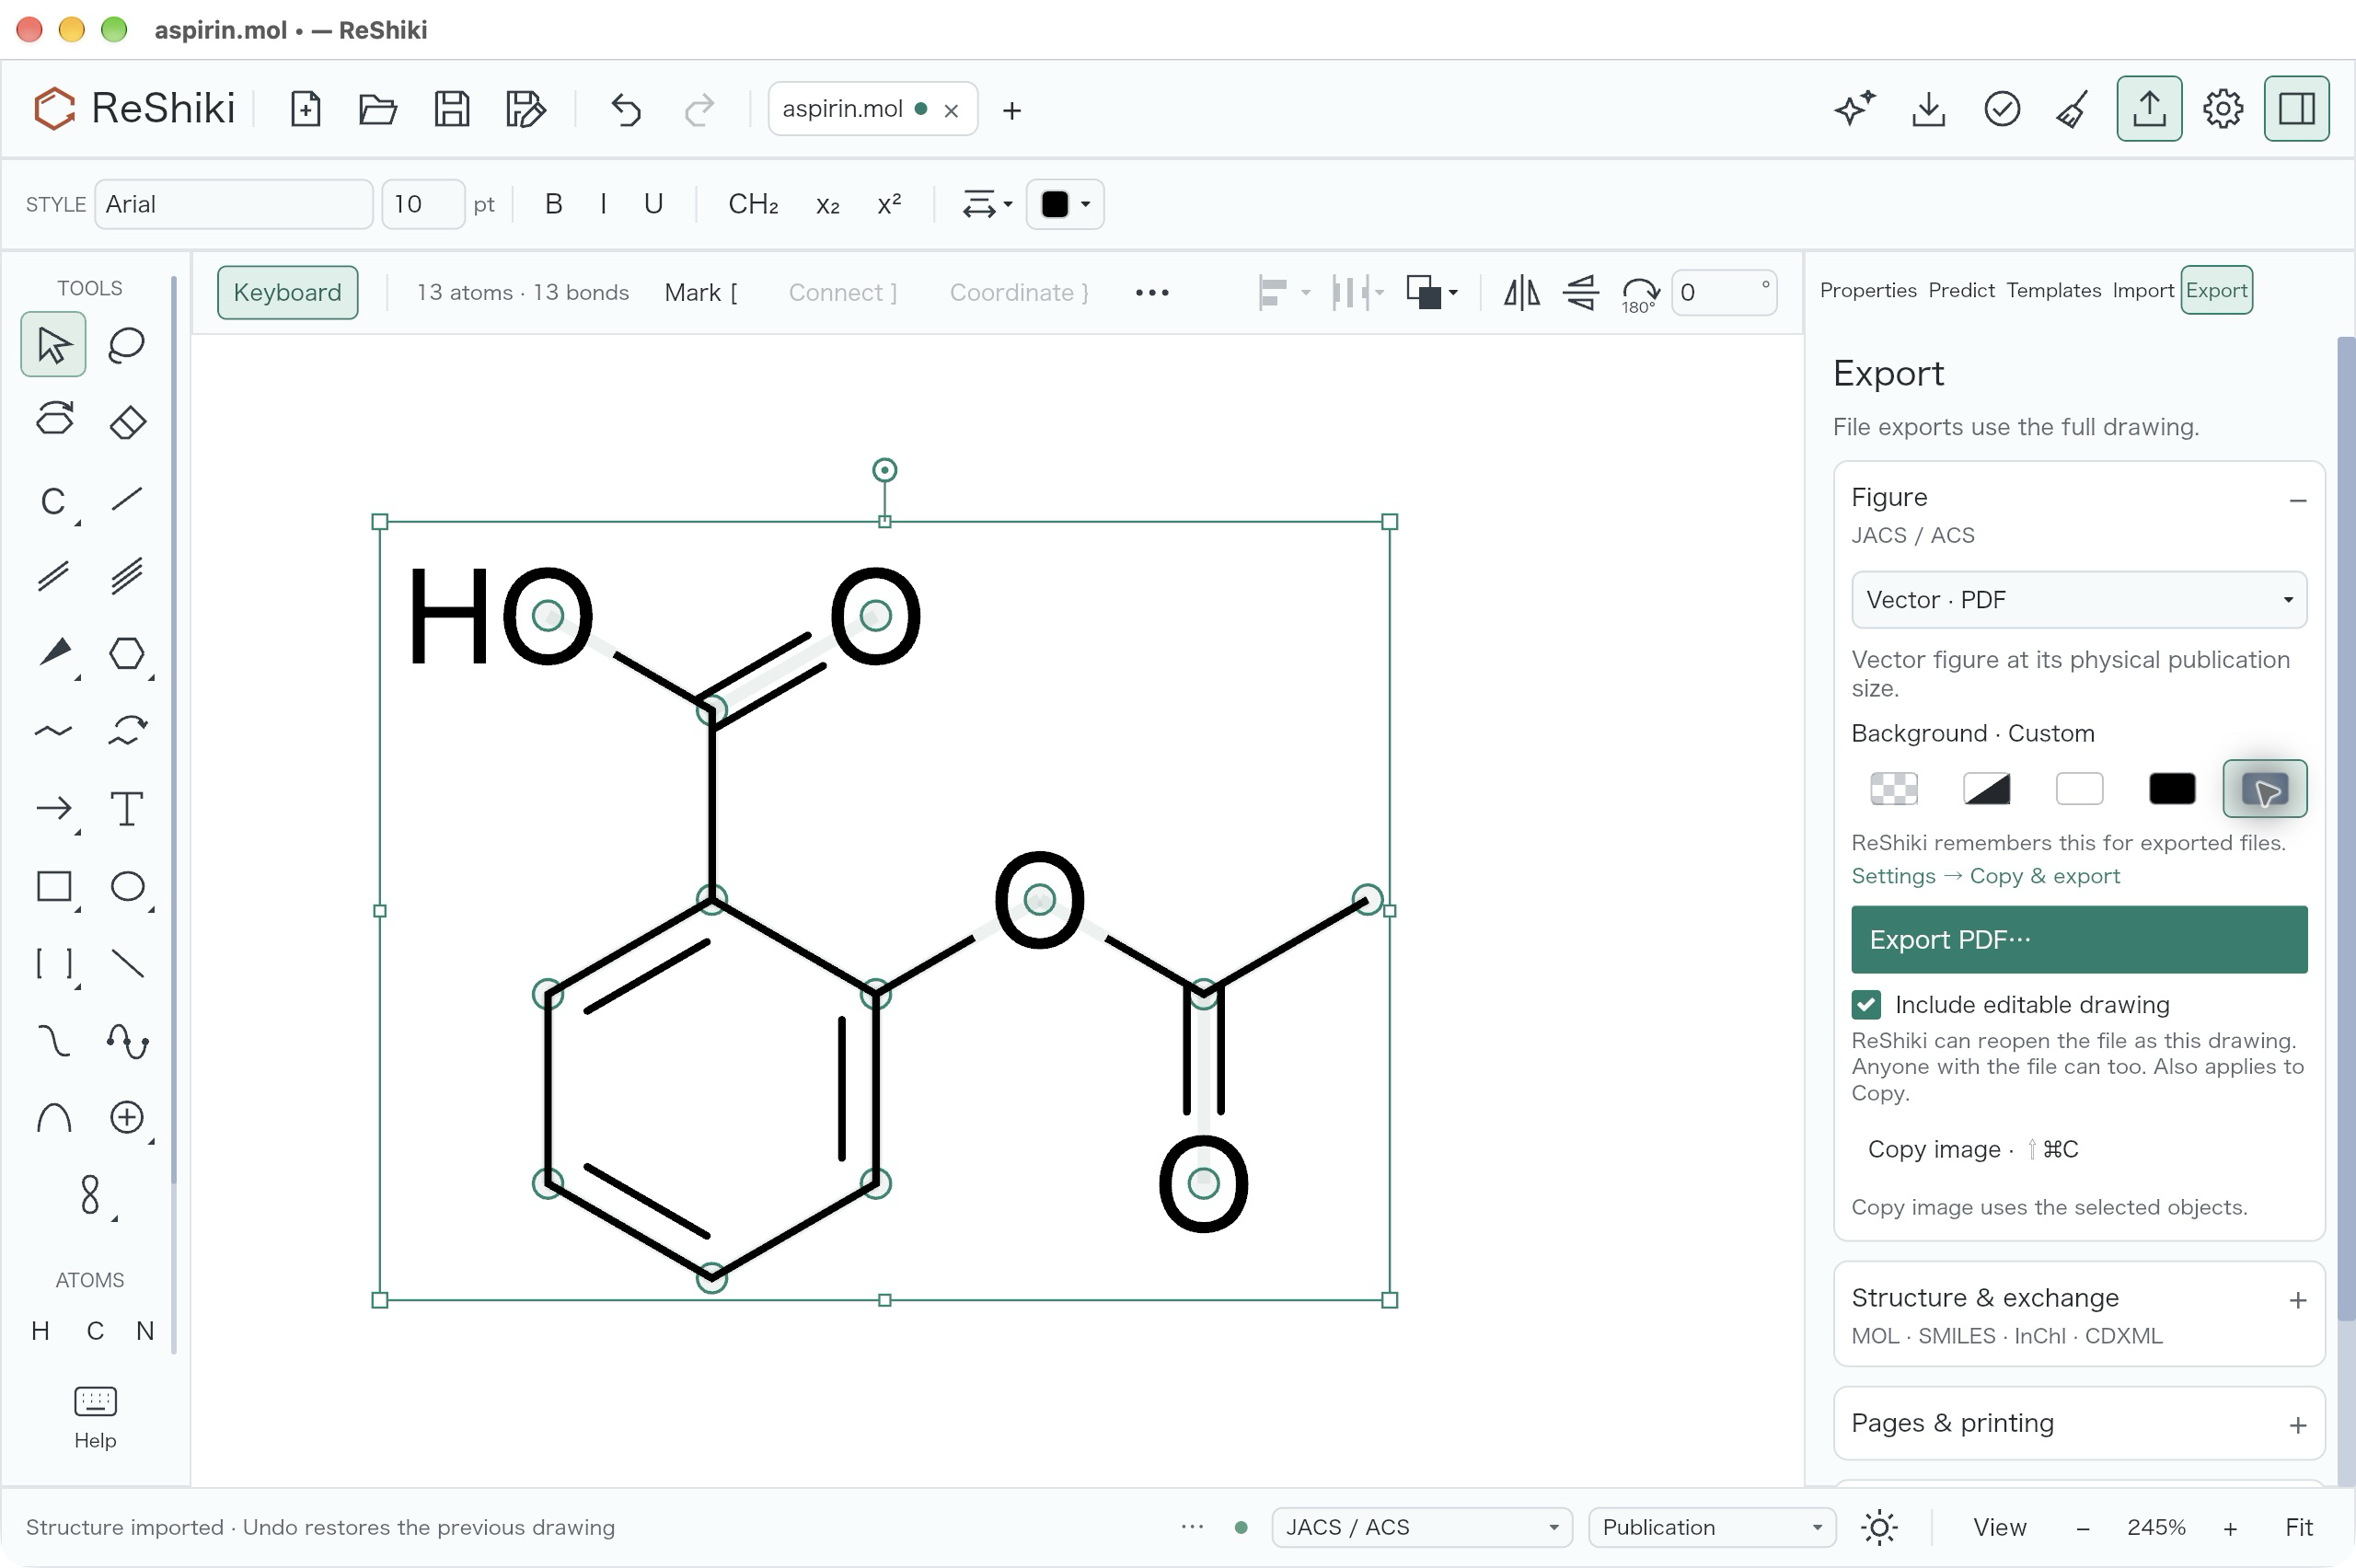 aspirin.mol • — ReShiki
ReShiki
aspirin.mol
STYLE Arial 10 pt B I U CH₂ x₂ x²
TOOLS
Keyboard 13 atoms · 13 bonds Mark [ Connect ] Coordinate } ••• 180° 0 °
Properties Predict Templates Import Export
C
T
[ ]
ATOMS
H C N
Help
HO O
O
O
Export
File exports use the full drawing.
Figure
JACS / ACS
Vector · PDF
Vector figure at its physical publication
size.
Background · Custom
ReShiki remembers this for exported files.
Settings → Copy & export
Export PDF⋯
Include editable drawing
ReShiki can reopen the file as this drawing.
Anyone with the file can too. Also applies to
Copy.
Copy image · ⇧⌘C
Copy image uses the selected objects.
Structure & exchange +
MOL · SMILES · InChI · CDXML
Pages & printing +
Structure imported · Undo restores the previous drawing ⋯ JACS / ACS Publication View − 245% + Fit